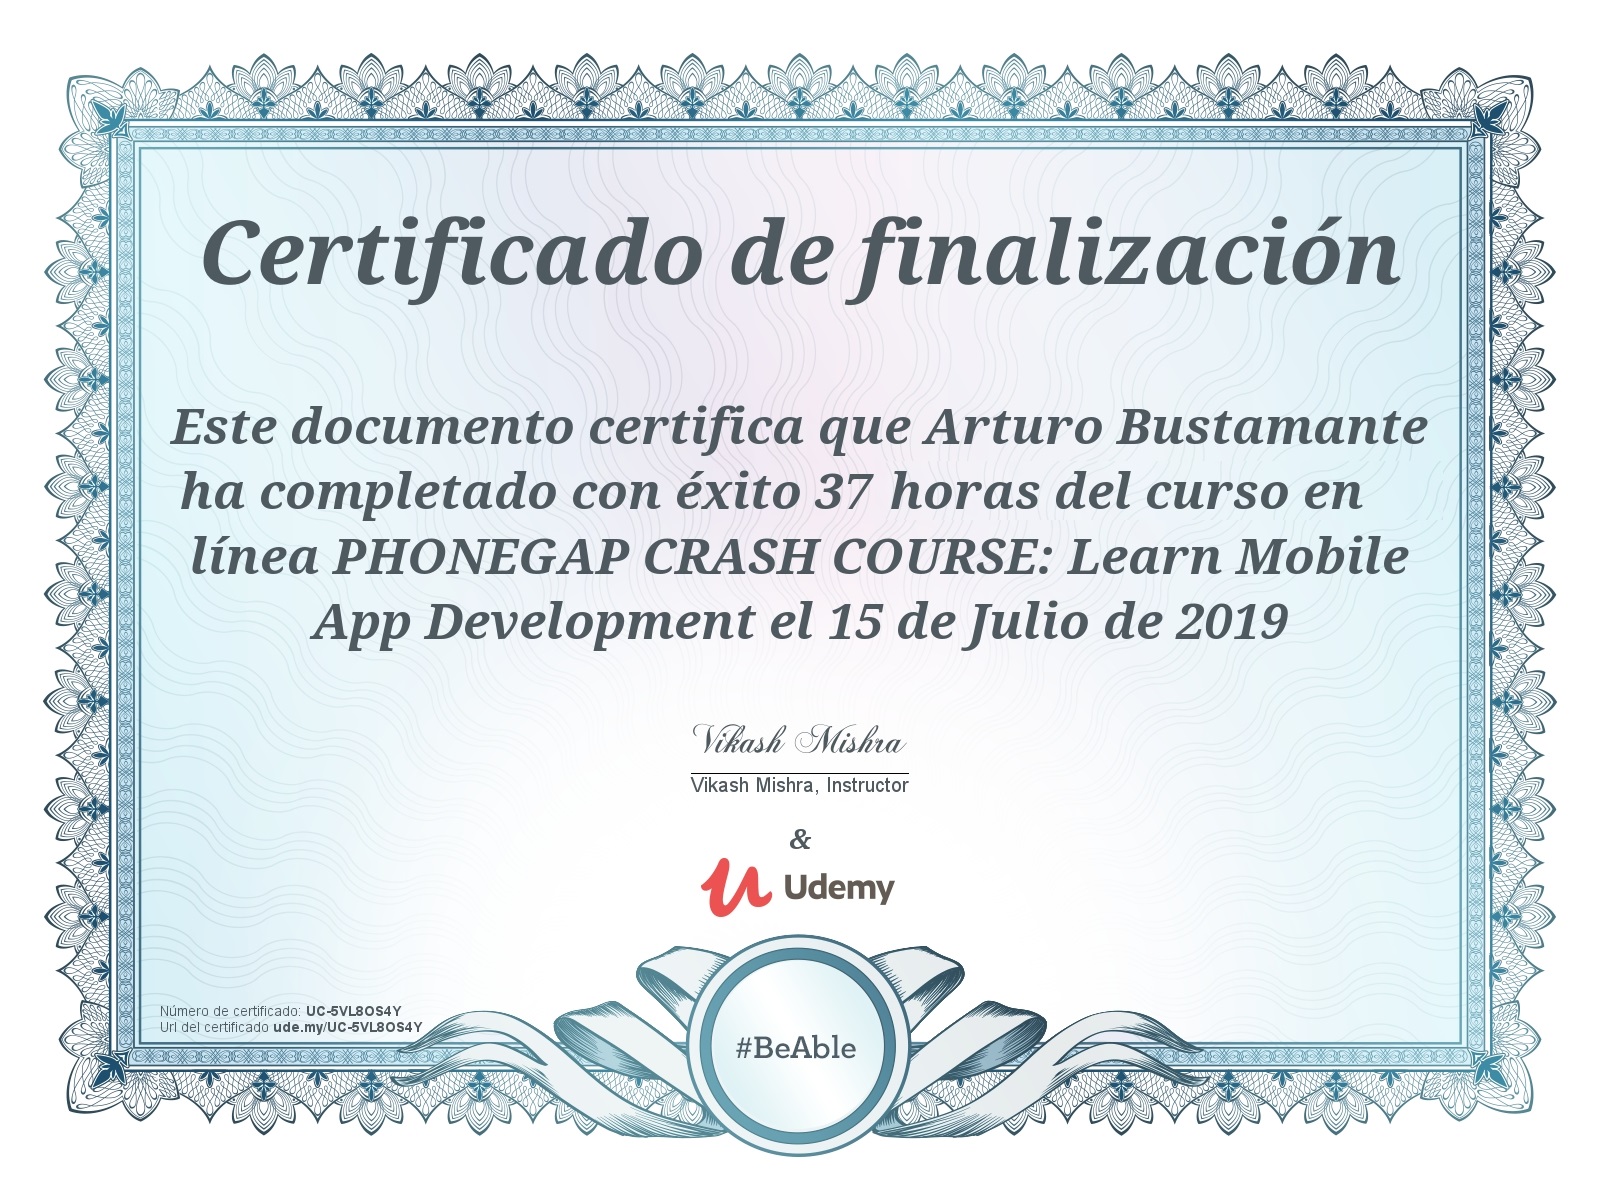 Certificado de finalización
Este documento certifica que Arturo Bustamante
ha completado con éxito 37 horas del curso en
línea PHONEGAP CRASH COURSE: Learn Mobile
App Development el 15 de Julio de 2019
Vikash Mishra
Vikash Mishra, Instructor
&
Udemy
Número de certificado: UC-5VL8OS4Y
Url del certificado ude.my/UC-5VL8OS4Y
#BeAble